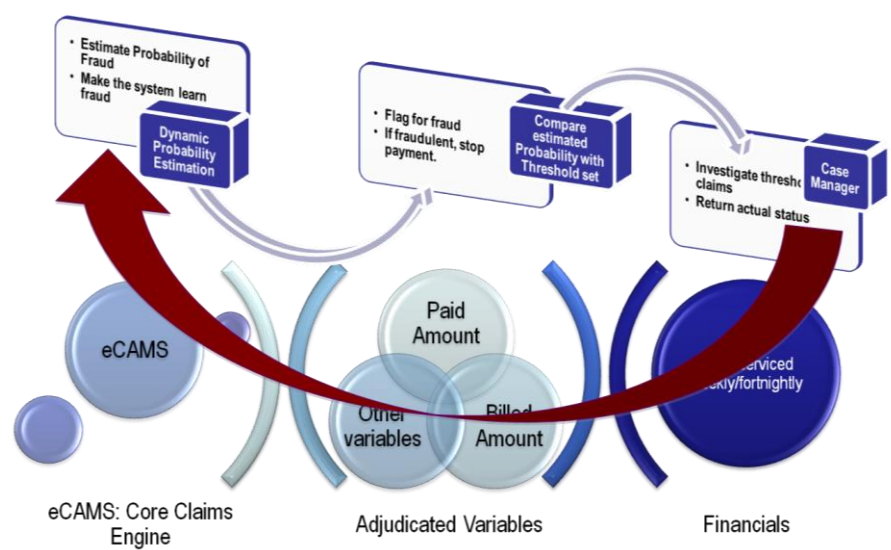 • Estimate Probability of
Fraud
• Make the system learn
fraud
Dynamic
Probability
Estimation
• Flag for fraud
• If fraudulent, stop
payment.
Compare
estimated
Probability with
Threshold set
• Investigate
claims
• Return actual status
Case
Manager
eCAMS
Paid
Amount
Other
variables
Billed
Amount
eCAMS: Core Claims
Engine
Adjudicated Variables
Financials